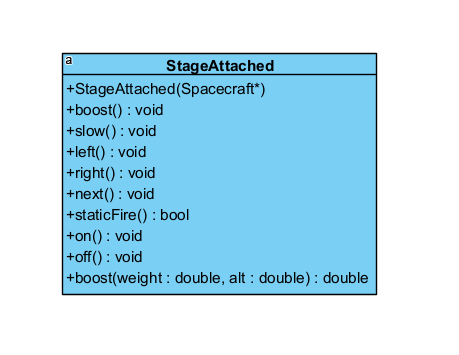 a
StageAttached
+StageAttached(Spacecraft*)
+boost() : void
+slow() : void
+left() : void
+right() : void
+next() : void
+staticFire() : bool
+on() : void
+off() : void
+boost(weight : double, alt : double) : double